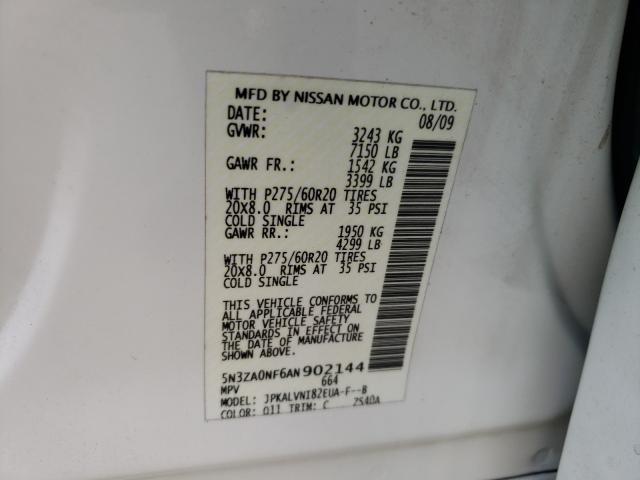 MFD BY NISSAN MOTOR CO., LTD.
DATE: 08/09
GVWR: 3243 KG
7150 LB
GAWR FR.: 1542 KG
3399 LB
WITH P275/60R20 TIRES
20X8.0 RIMS AT 35 PSI
COLD SINGLE
GAWR RR.: 1950 KG
4299 LB
WITH P275/60R20 TIRES
20X8.0 RIMS AT 35 PSI
COLD SINGLE
THIS VEHICLE CONFORMS TO
ALL APPLICABLE FEDERAL
MOTOR VEHICLE SAFETY
STANDARDS IN EFFECT ON
THE DATE OF MANUFACTURE
SHOWN ABOVE.
5N3ZA0NF6AN902144
MPV 664
MODEL: JPKALVNI82EUA-F--B
COLOR: Q11 TRIM: C 2540A